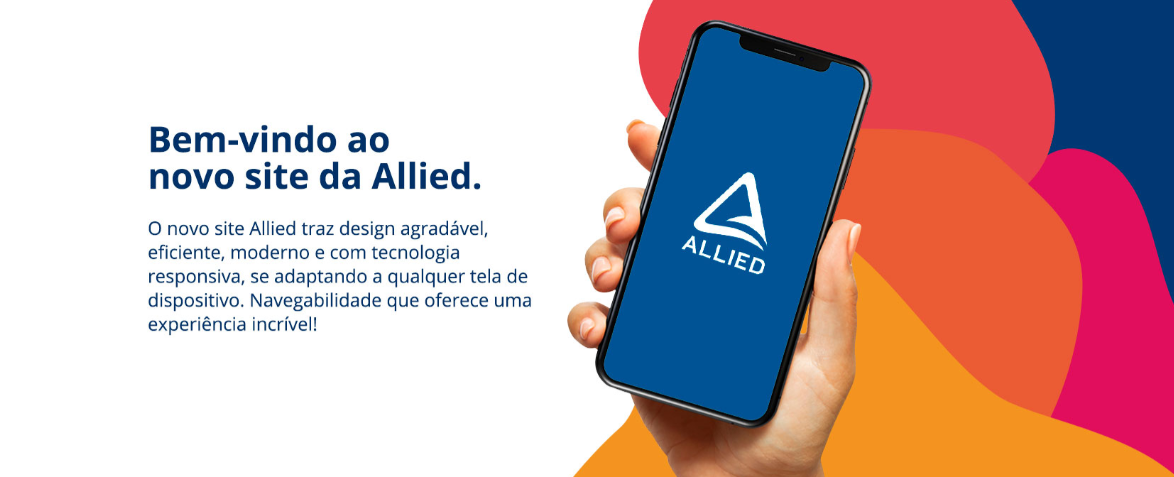 Bem-vindo ao
novo site da Allied.
O novo site Allied traz design agradável,
eficiente, moderno e com tecnologia
responsiva, se adaptando a qualquer tela de
dispositivo. Navegabilidade que oferece uma
experiência incrível!
ALLIED